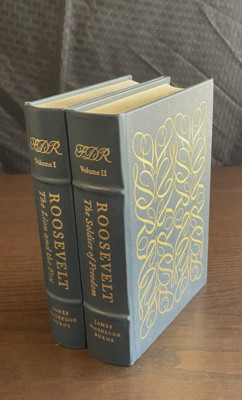 FDR
Volume I
ROOSEVELT
The Lion and the Fox
JAMES
MACGREGOR
BURNS
FDR
Volume II
ROOSEVELT
The Soldier of Freedom
JAMES
MACGREGOR
BURNS